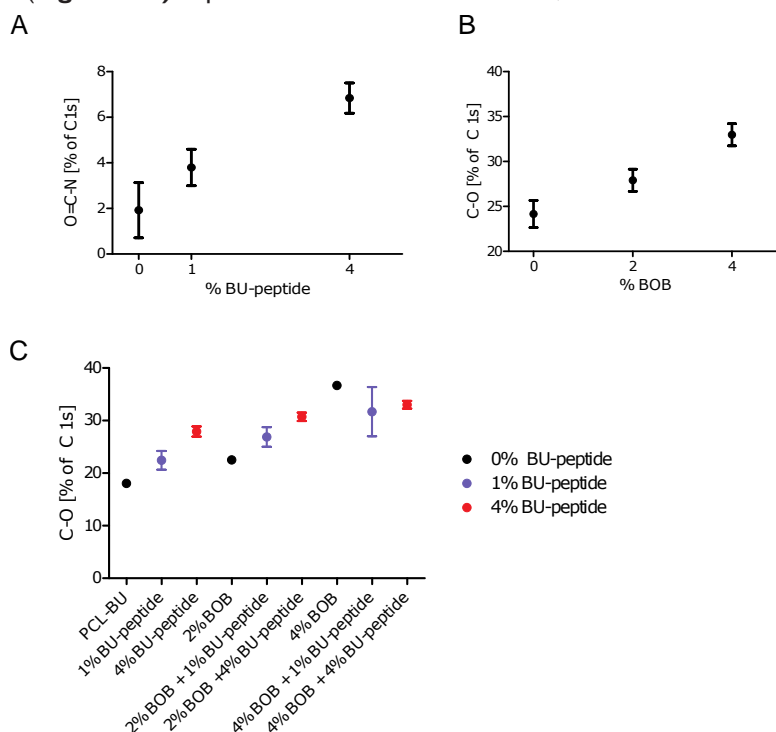 A
B
O=C-N [% of C1s]
8
6
4
2
0
0
1
4
% BU-peptide
C-O [% of C 1s]
40
35
30
25
20
0
2
4
% BOB
C
C-O [% of C 1s]
40
30
20
10
0
PCL-BU
1% BU-peptide
4% BU-peptide
2% BOB
2% BOB + 1% BU-peptide
2% BOB +4% BU-peptide
4% BOB
4% BOB + 1% BU-peptide
4% BOB + 4% BU-peptide
0% BU-peptide
1% BU-peptide
4% BU-peptide